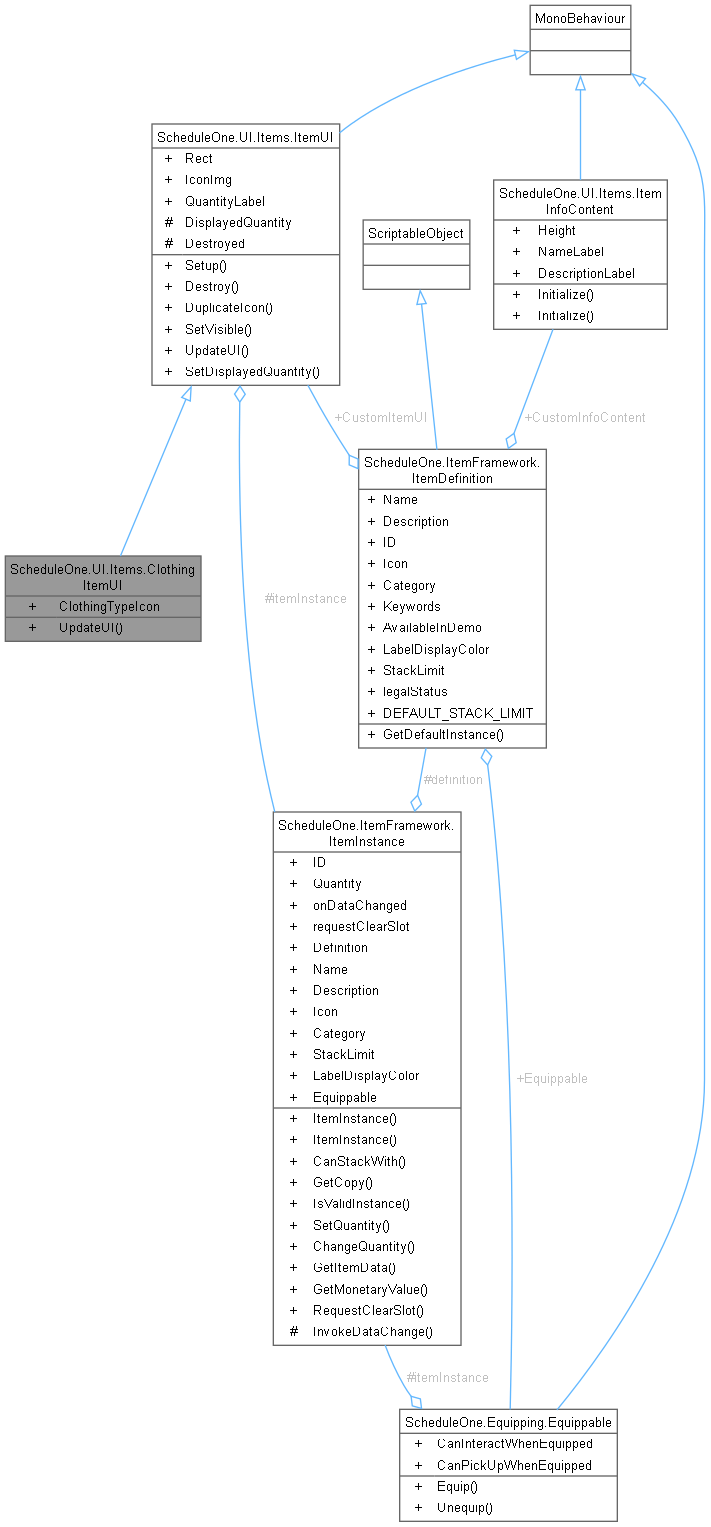 MonoBehaviour
ScheduleOne.UI.Items.ItemUI
+ Rect
+ IconImg
+ QuantityLabel
# DisplayedQuantity
# Destroyed
+ Setup()
+ Destroy()
+ DuplicateIcon()
+ SetVisible()
+ UpdateUI()
+ SetDisplayedQuantity()
ScheduleOne.UI.Items.Item
InfoContent
+ Height
+ NameLabel
+ DescriptionLabel
+ Initialize()
+ Initialize()
ScriptableObject
+CustomItemUI
+CustomInfoContent
ScheduleOne.ItemFramework.
ItemDefinition
+ Name
+ Description
+ ID
+ Icon
+ Category
+ Keywords
+ AvailableInDemo
+ LabelDisplayColor
+ StackLimit
+ legalStatus
+ DEFAULT_STACK_LIMIT
+ GetDefaultInstance()
ScheduleOne.UI.Items.Clothing
ItemUI
+ ClothingTypeIcon
+ UpdateUI()
#itemInstance
#definition
ScheduleOne.ItemFramework.
ItemInstance
+ ID
+ Quantity
+ onDataChanged
+ requestClearSlot
+ Definition
+ Name
+ Description
+ Icon
+ Category
+ StackLimit
+ LabelDisplayColor
+ Equippable
+ ItemInstance()
+ ItemInstance()
+ CanStackWith()
+ GetCopy()
+ IsValidInstance()
+ SetQuantity()
+ ChangeQuantity()
+ GetItemData()
+ GetMonetaryValue()
+ RequestClearSlot()
# InvokeDataChange()
+Equippable
#itemInstance
ScheduleOne.Equipping.Equippable
+ CanInteractWhenEquipped
+ CanPickUpWhenEquipped
+ Equip()
+ Unequip()